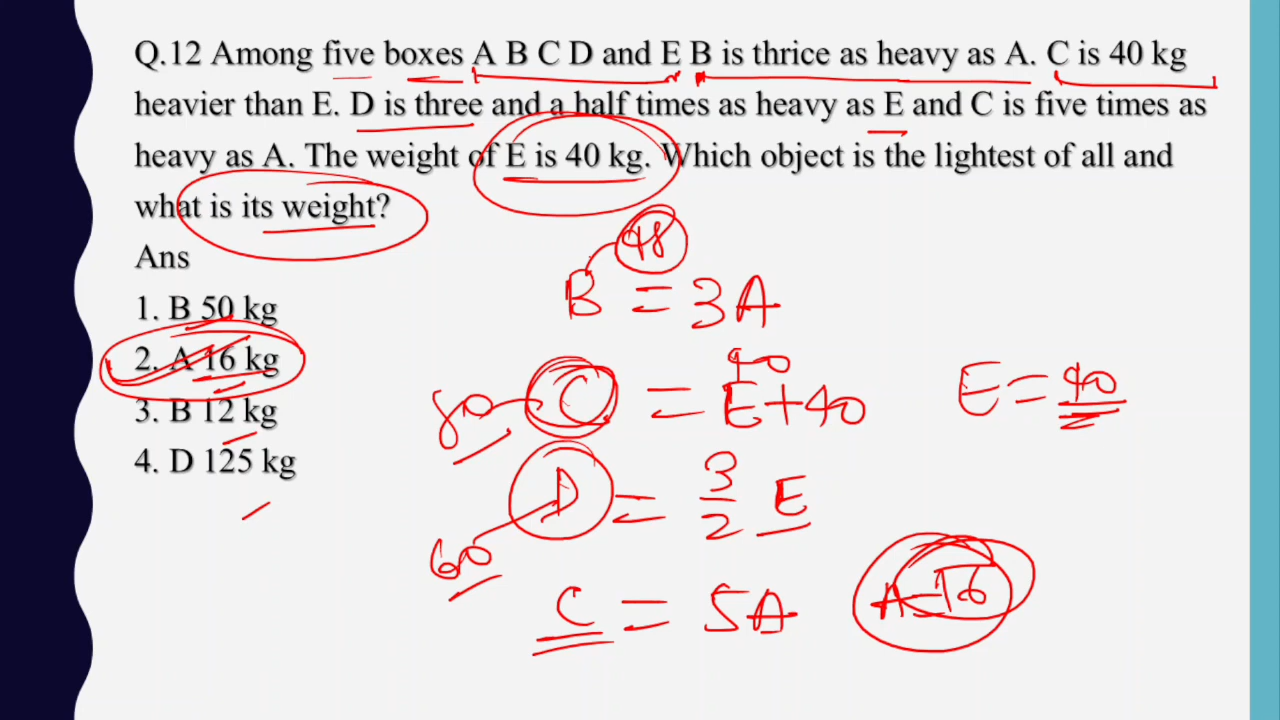 Q.12 Among five boxes A B C D and E B is thrice as heavy as A. C is 40 kg
heavier than E. D is three and a half times as heavy as E and C is five times as
heavy as A. The weight of E is 40 kg. Which object is the lightest of all and
what is its weight?
Ans
1. B 50 kg
2. A 16 kg
3. B 12 kg
4. D 125 kg
48
B = 3A
40
80 C = E+40
E = 40
D = 3/2 E
60
C = 5A
A = 16